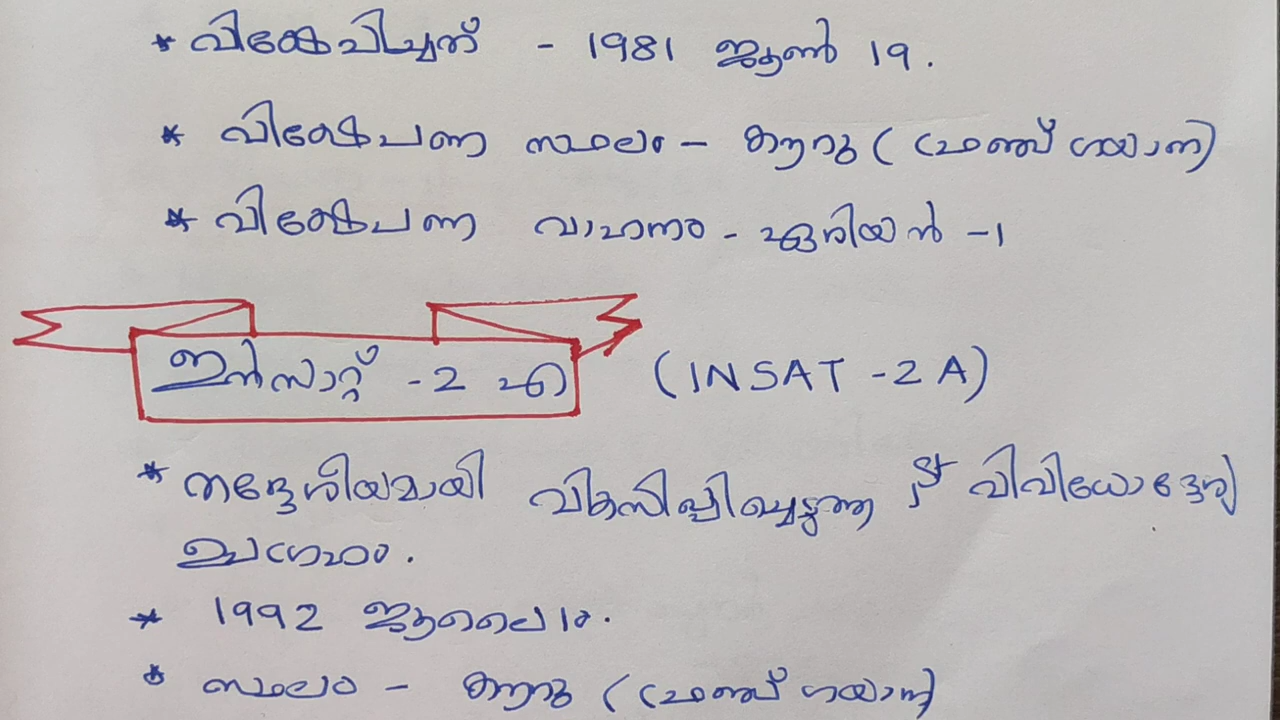 * വിക്ഷേപിച്ചത് - 1981 ജൂൺ 19.
* വിക്ഷേപണ സ്ഥലം - കൗറു (ഫ്രഞ്ച് ഗയാന)
* വിക്ഷേപണ വാഹനം - ഏരിയൻ -1
ഇൻസാറ്റ് -2 എ (INSAT -2A)
* തദ്ദേശീയമായി വികസിപ്പിച്ചെടുത്ത 1st വിവിധോദ്ദേശ്യ
ഉപഗ്രഹം.
* 1992 ജൂലൈ 10.
* സ്ഥലം - കൗറു (ഫ്രഞ്ച് ഗയാന)